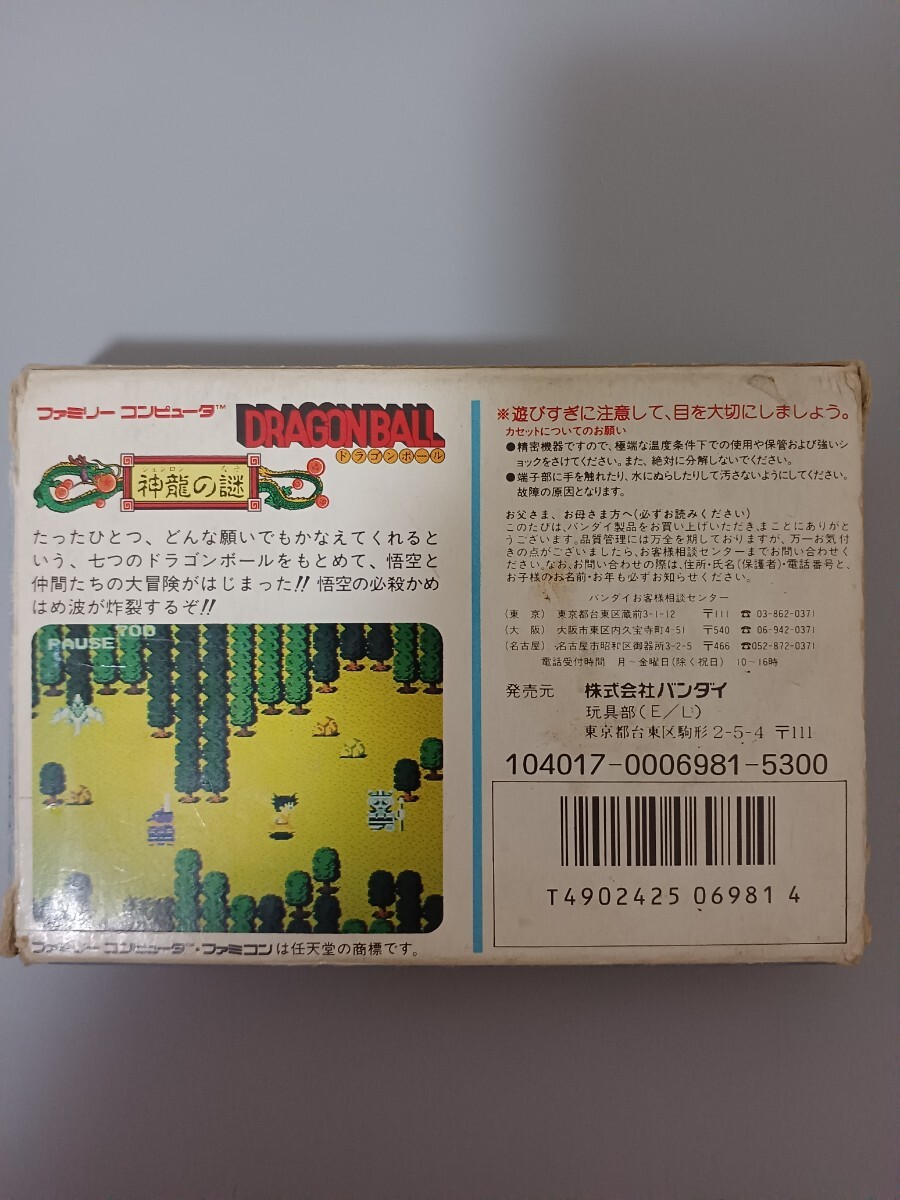 ファミリー コンピュータ™
DRAGON BALL
ドラゴンボール
シェンロン なぞ
神龍の謎
たったひとつ、どんな願いでもかなえてくれると
いう、七つのドラゴンボールをもとめて、悟空と
仲間たちの大冒険がはじまった!! 悟空の必殺かめ
はめ波が炸裂するぞ!!
700
PAUSE
ファミリー コンピュータ™・ファミコンは任天堂の商標です。
※遊びすぎに注意して、目を大切にしましょう。
カセットについてのお願い
●精密機器ですので、極端な温度条件下での使用や保管および強いシ
ョックをさけてください。また、絶対に分解しないでください。
●端子部に手を触れたり、水にぬらしたりして汚さないようにしてください。
故障の原因となります。
お父さま、お母さま方へ(必ずお読みください)
このたびは、バンダイ製品をお買い上げいただき、まことにありがと
うございます。品質管理には万全を期しておりますが、万一お気付
きの点がございましたら、お客様相談センターまでお問い合わせくだ
さい。なお、お問い合わせの際は、住所・氏名(保護者)・電話番号と、
お子様のお名前・お年も必ずお知らせください。
バンダイお客様相談センター
(東 京) 東京都台東区蔵前3-1-12 〒111 ☎ 03-862-0371
(大 阪) 大阪市東区内久宝寺町4-51 〒540 ☎ 06-942-0371
(名古屋) 名古屋市昭和区御器所3-2-5 〒466 ☎052-872-0371
電話受付時間 月～金曜日(除く祝日) 10～16時
発売元 株式会社バンダイ
玩具部(E/L)
東京都台東区駒形2-5-4 〒111
104017-0006981-5300
T4902425 06981 4